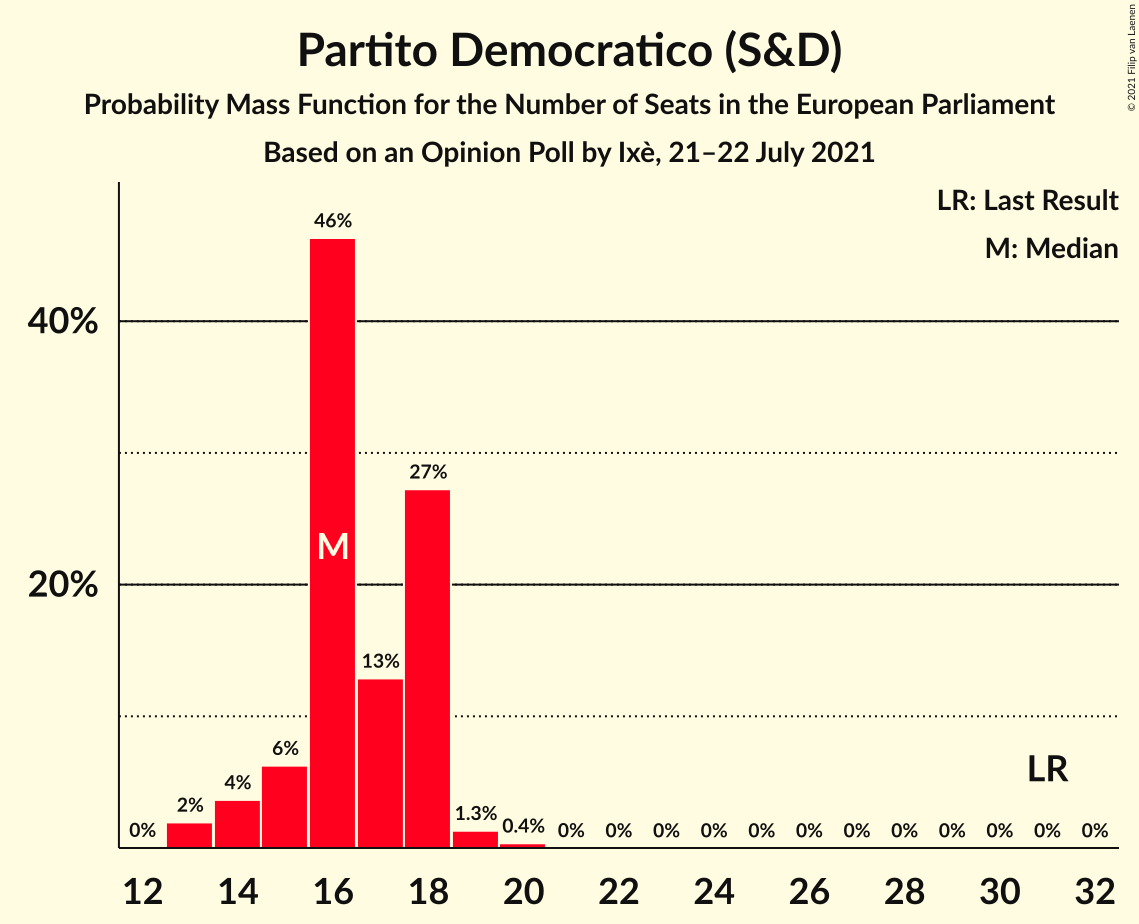 Partito Democratico (S&D)
Probability Mass Function for the Number of Seats in the European Parliament
Based on an Opinion Poll by Ixè, 21–22 July 2021
© 2021 Filip van Laenen
LR: Last Result
M: Median
46%
40%
27%
M
20%
13%
6%
LR
4%
2%
1.3%
0.4%
0% 0% 0% 0% 0% 0% 0% 0% 0% 0% 0% 0% 0%
12 14 16 18 20 22 24 26 28 30 32